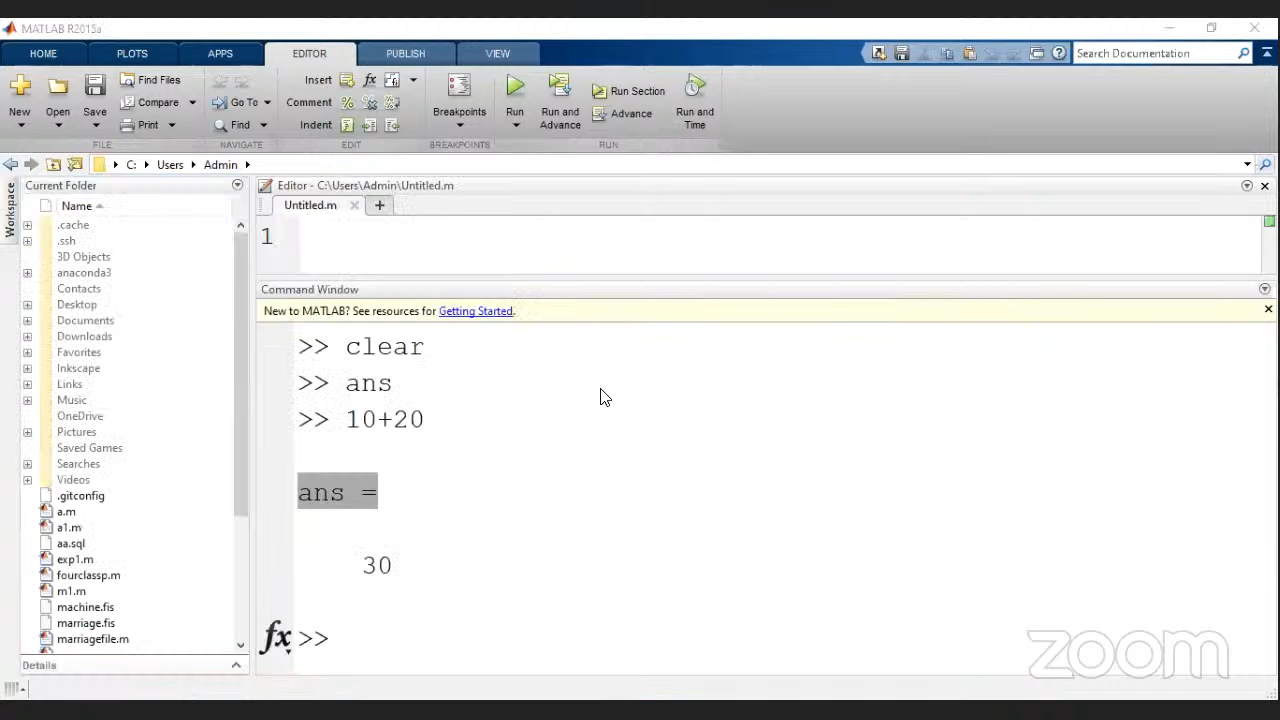 MATLAB R2015a
HOME PLOTS APPS EDITOR PUBLISH VIEW Search Documentation
New Open Save Find Files Compare Print
Go To Find
Insert fx
Comment
Indent
Breakpoints
Run Run and Advance Run Section Advance Run and Time
FILE NAVIGATE EDIT BREAKPOINTS RUN
C: Users Admin
Workspace
Current Folder
Name
.cache
.ssh
3D Objects
anaconda3
Contacts
Desktop
Documents
Downloads
Favorites
Inkscape
Links
Music
OneDrive
Pictures
Saved Games
Searches
Videos
.gitconfig
a.m
a1.m
aa.sql
exp1.m
fourclassp.m
m1.m
machine.fis
marriage.fis
marriagefile.m
Details
Editor - C:\Users\Admin\Untitled.m
Untitled.m
1
Command Window
New to MATLAB? See resources for Getting Started.
>> clear
>> ans
>> 10+20
ans =
30
fx >>
zoom